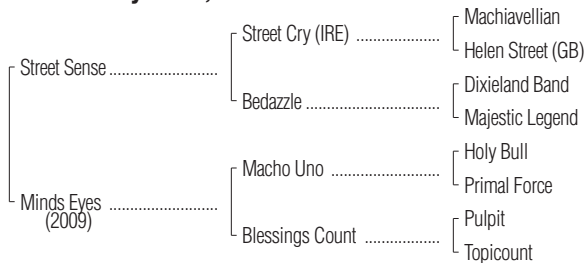 Machiavellian
Street Cry (IRE) ....................
Helen Street (GB)
Street Sense ..........................
Dixieland Band
Bedazzle .................................
Majestic Legend
Holy Bull
Macho Uno ...........................
Primal Force
Minds Eyes ..........................
(2009)
Pulpit
Blessings Count ..................
Topicount